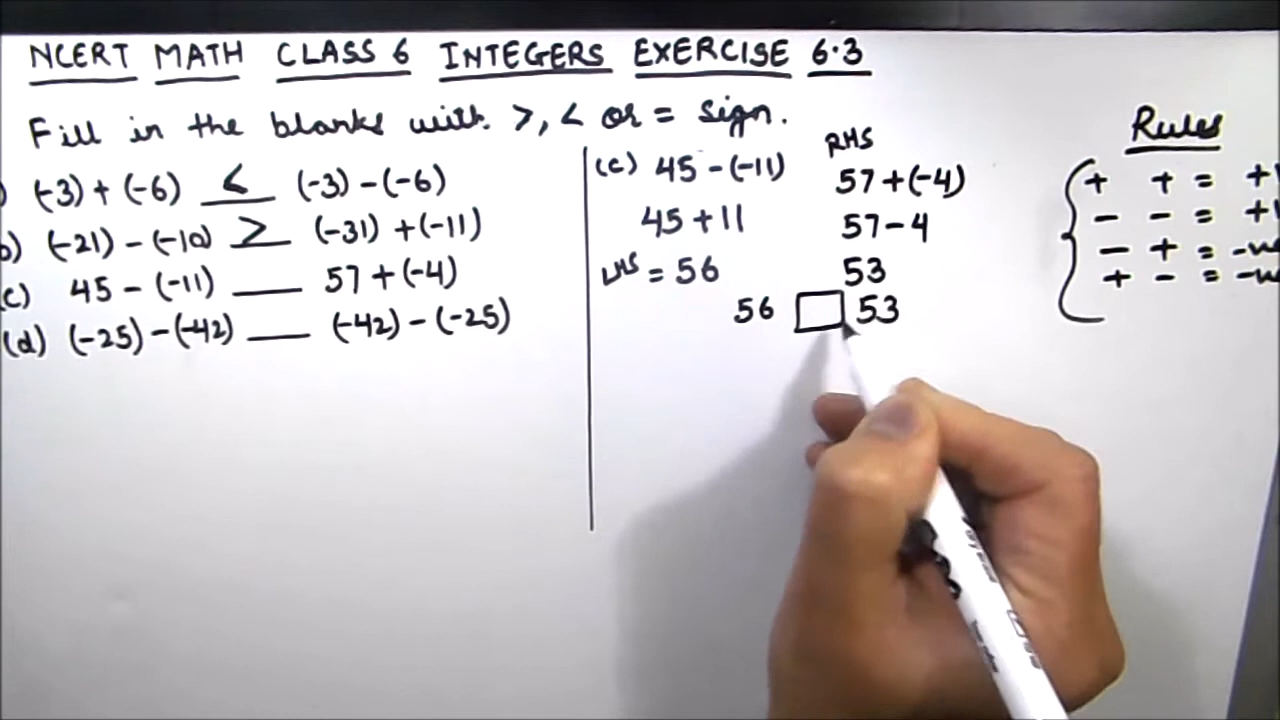 NCERT MATH CLASS 6 INTEGERS EXERCISE 6.3
Fill in the blanks with >, < or = sign.
) (-3) + (-6) < (-3) - (-6)
b) (-21) - (-10) > (-31) + (-11)
(c) 45 - (-11) ___ 57 + (-4)
(d) (-25) - (-42) ___ (-42) - (-25)
(c) 45 - (-11)
45 + 11
LHS = 56
RHS
57 + (-4)
57 - 4
53
56 □ 53
Rules
+ + = +
- - = +
- + = -
+ - = -